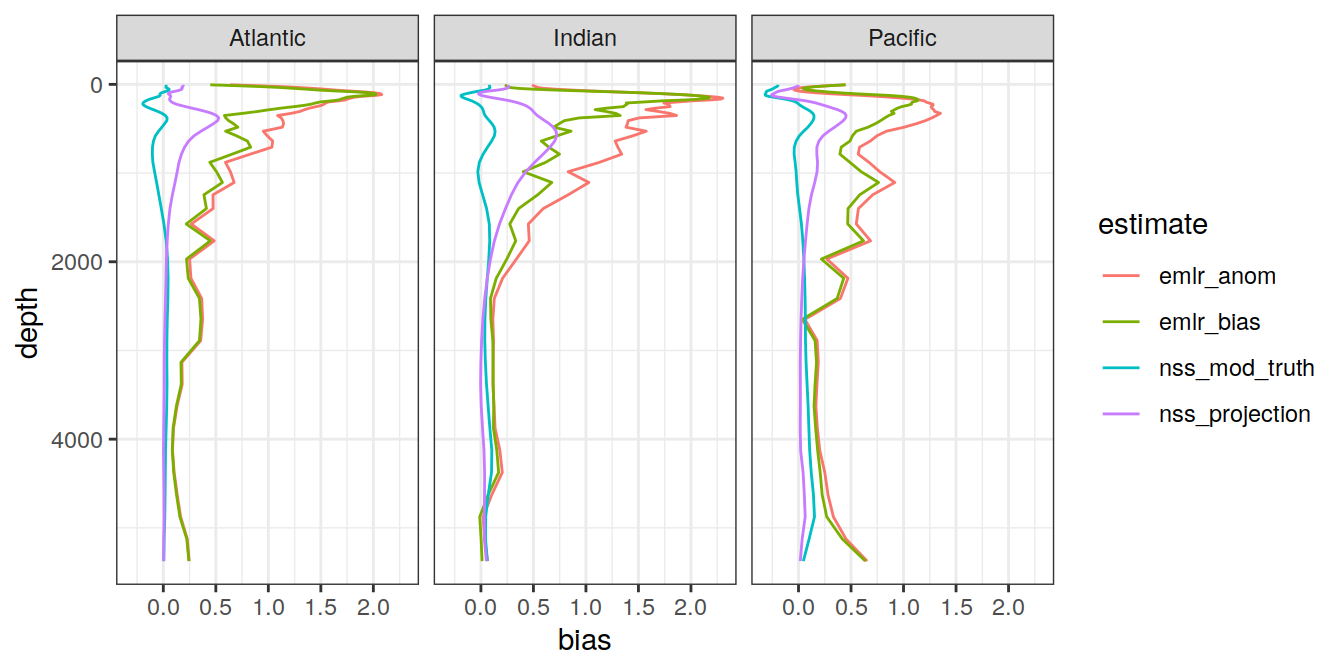 Atlantic Indian Pacific
0
2000
4000
depth
0.0 0.5 1.0 1.5 2.0 0.0 0.5 1.0 1.5 2.0 0.0 0.5 1.0 1.5 2.0
bias
estimate
emlr_anom
emlr_bias
nss_mod_truth
nss_projection